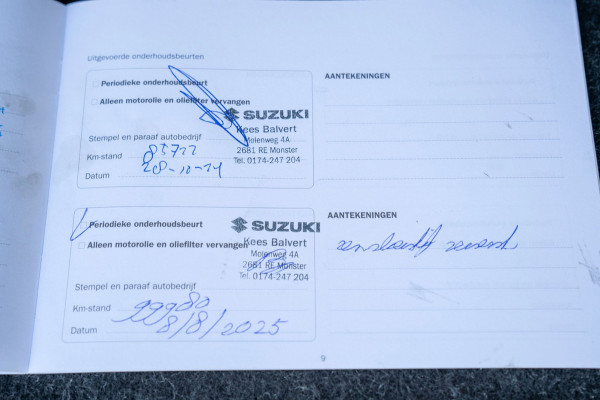 Uitgevoerde onderhoudsbeurten
Periodieke onderhoudsbeurt
Alleen motorolie en oliefilter vervangen
SUZUKI
Kees Balvert
Molenweg 4A
2681 RE Monster
Tel. 0174-247 204
Stempel en paraaf autobedrijf
Km-stand
Datum 28-10-24
AANTEKENINGEN
Periodieke onderhoudsbeurt
Alleen motorolie en oliefilter vervangen
SUZUKI
Kees Balvert
Molenweg 4A
2681 RE Monster
Tel. 0174-247 204
Stempel en paraaf autobedrijf
Km-stand 99980
Datum 8/8/2025
AANTEKENINGEN
9